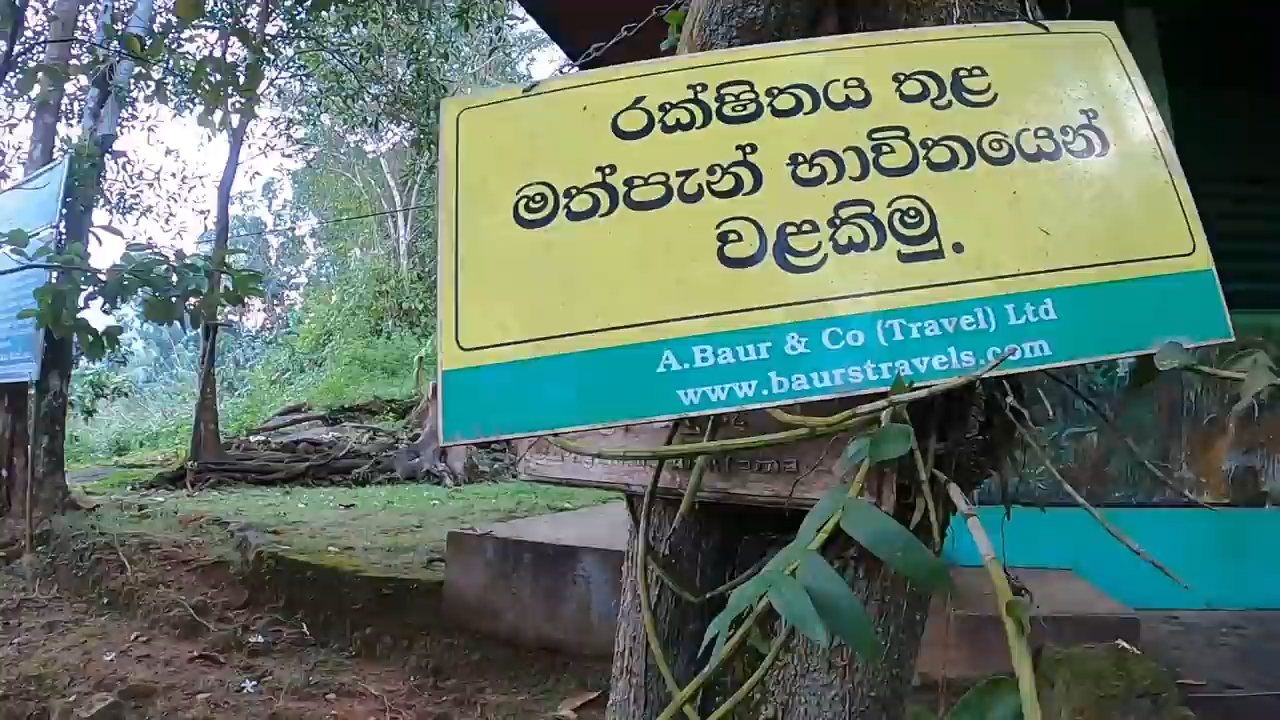 රක්ෂිතය තුළ
මත්පැන් භාවිතයෙන්
වළකිමු.
A.Baur & Co (Travel) Ltd
www.baurstravels.com